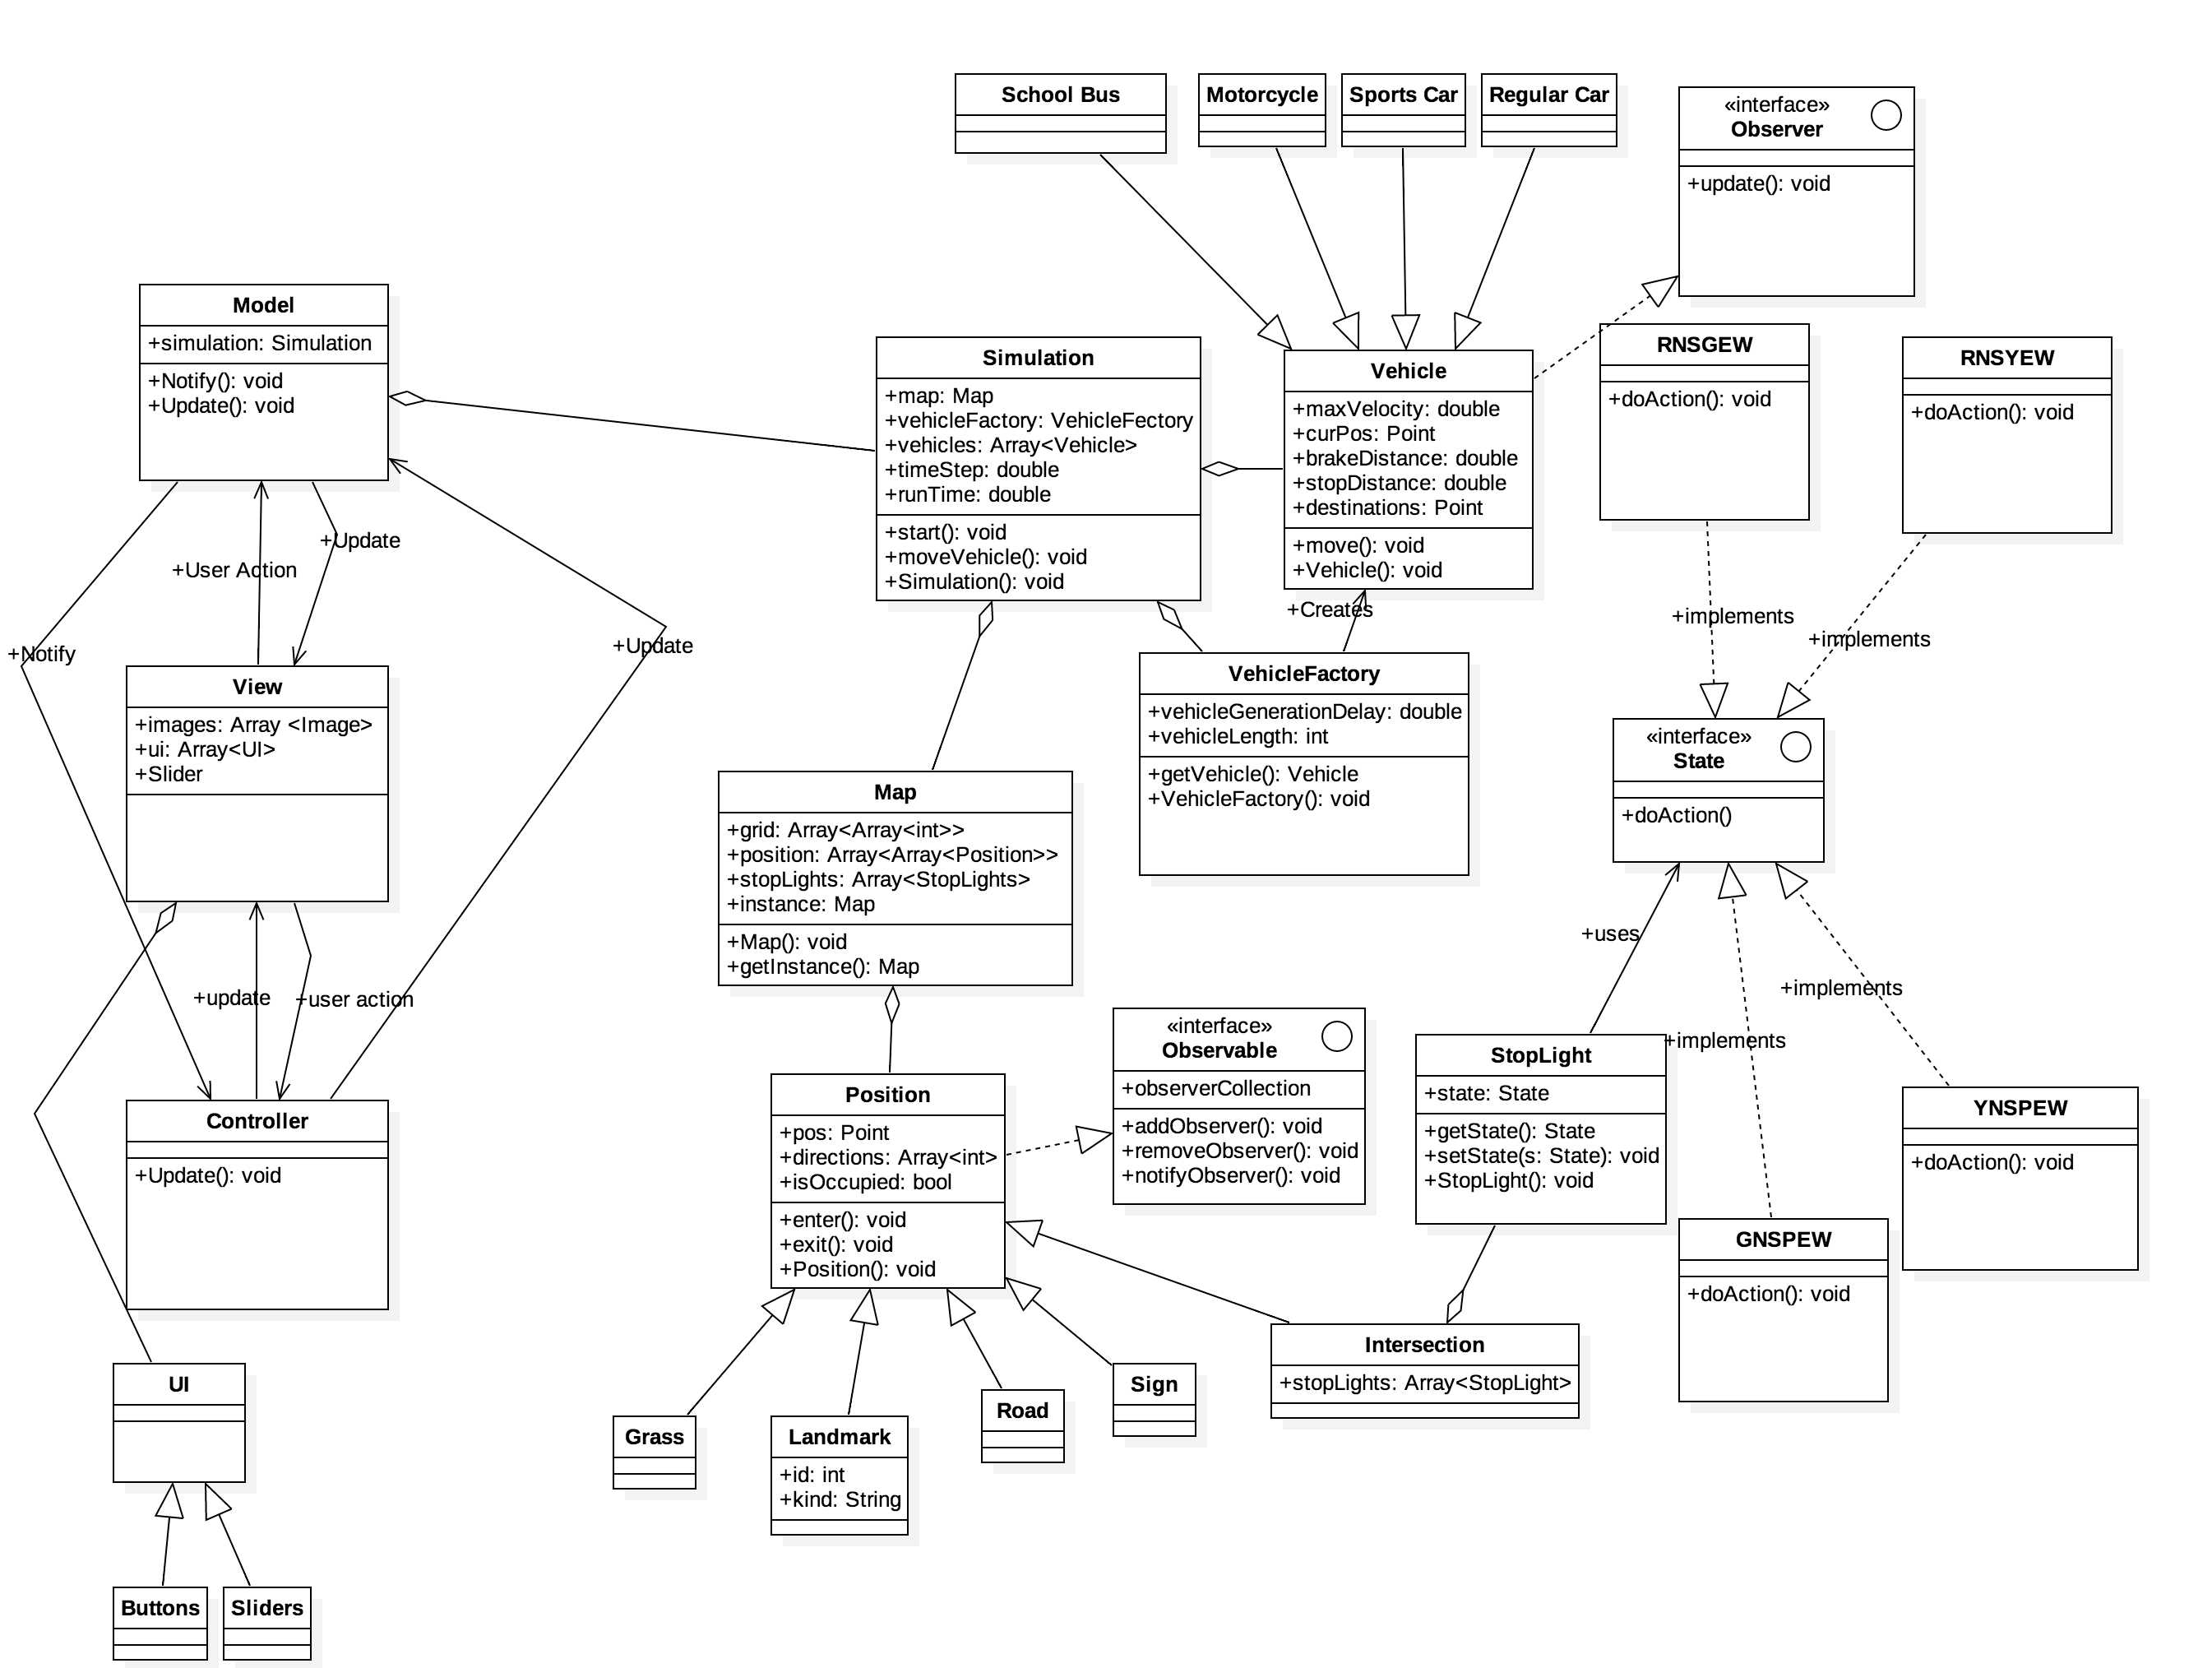 School Bus
Motorcycle
Sports Car
Regular Car
«interface»
Observer
+update(): void
Model
+simulation: Simulation
+Notify(): void
+Update(): void
Simulation
+map: Map
+vehicleFactory: VehicleFectory
+vehicles: Array<Vehicle>
+timeStep: double
+runTime: double
+start(): void
+moveVehicle(): void
+Simulation(): void
Vehicle
+maxVelocity: double
+curPos: Point
+brakeDistance: double
+stopDistance: double
+destinations: Point
+move(): void
+Vehicle(): void
RNSGEW
+doAction(): void
RNSYEW
+doAction(): void
+User Action
+Update
+Notify
+Update
+Creates
+implements
+implements
View
+images: Array <Image>
+ui: Array<UI>
+Slider
VehicleFactory
+vehicleGenerationDelay: double
+vehicleLength: int
+getVehicle(): Vehicle
+VehicleFactory(): void
«interface»
State
+doAction()
Map
+grid: Array<Array<int>>
+position: Array<Array<Position>>
+stopLights: Array<StopLights>
+instance: Map
+Map(): void
+getInstance(): Map
+uses
+implements
+implements
+update
+user action
Controller
+Update(): void
Position
+pos: Point
+directions: Array<int>
+isOccupied: bool
+enter(): void
+exit(): void
+Position(): void
«interface»
Observable
+observerCollection
+addObserver(): void
+removeObserver(): void
+notifyObserver(): void
StopLight
+state: State
+getState(): State
+setState(s: State): void
+StopLight(): void
YNSPEW
+doAction(): void
GNSPEW
+doAction(): void
Intersection
+stopLights: Array<StopLight>
UI
Grass
Landmark
+id: int
+kind: String
Road
Sign
Buttons
Sliders